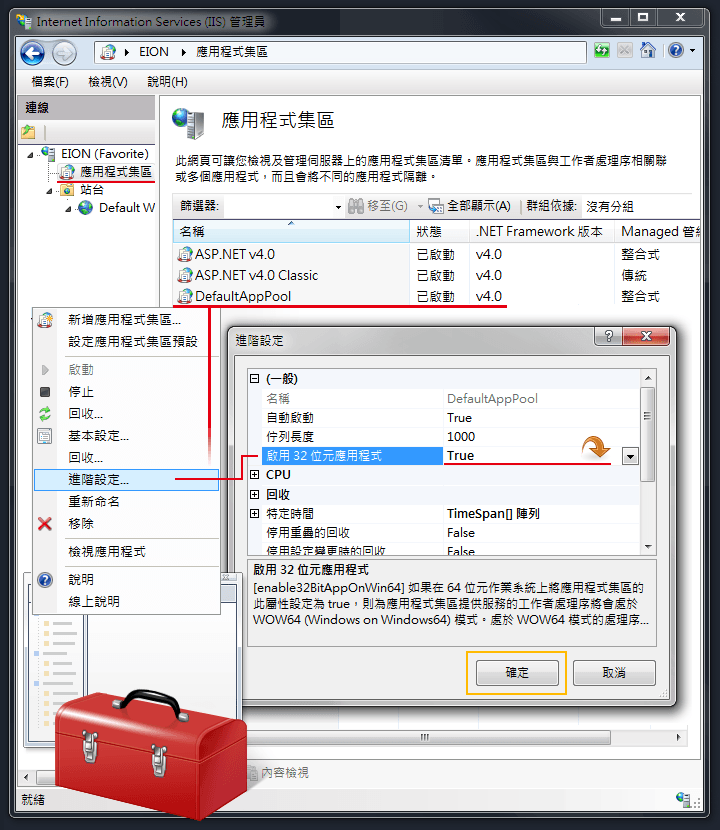 Internet Information Services (IIS) 管理員
EION 應用程式集區
檔案(F) 檢視(V) 說明(H)
連線
EION (Favorite)
應用程式集區
站台
Default W
應用程式集區
此網頁可讓您檢視及管理伺服器上的應用程式集區清單。應用程式集區與工作者處理序相關聯
或多個應用程式，而且會將不同的應用程式隔離。
篩選器: 移至(G) 全部顯示(A) 群組依據: 沒有分組
名稱 狀態 .NET Framework 版本 Managed 管線
ASP.NET v4.0 已啟動 v4.0 整合式
ASP.NET v4.0 Classic 已啟動 v4.0 傳統
DefaultAppPool 已啟動 v4.0 整合式
新增應用程式集區...
設定應用程式集區預設
啟動
停止
回收...
基本設定...
回收...
進階設定...
重新命名
移除
檢視應用程式
說明
線上說明
進階設定
(一般)
名稱 DefaultAppPool
自動啟動 True
佇列長度 1000
啟用 32 位元應用程式 True
CPU
回收
特定時間 TimeSpan[] 陣列
停用重疊的回收 False
停用設定變更時的回收 False
啟用 32 位元應用程式
[enable32BitAppOnWin64] 如果在 64 位元作業系統上將應用程式集區的
此屬性設定為 true，則為應用程式集區提供服務的工作者處理序將會處於
WOW64 (Windows on Windows64) 模式。處於 WOW64 模式的處理序...
確定 取消
內容檢視
就緒